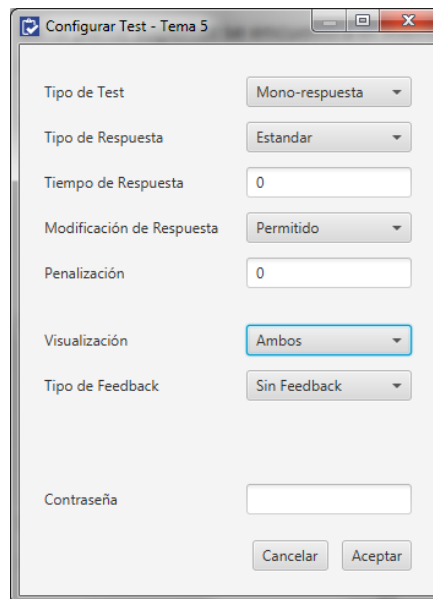 Configurar Test - Tema 5
Tipo de Test Mono-respuesta
Tipo de Respuesta Estandar
Tiempo de Respuesta 0
Modificación de Respuesta Permitido
Penalización 0
Visualización Ambos
Tipo de Feedback Sin Feedback
Contraseña
Cancelar Aceptar